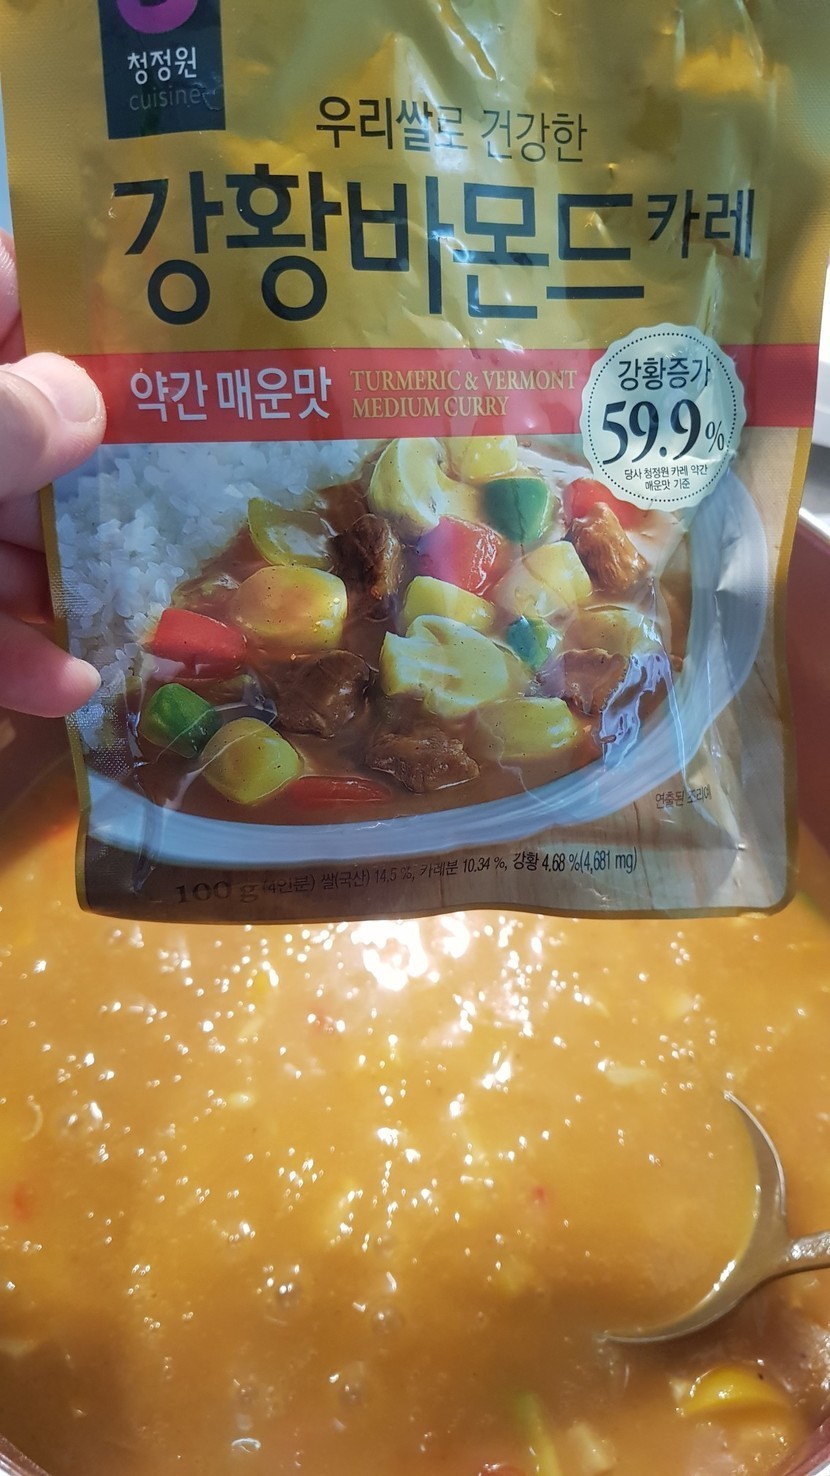 청정원
cuisine
우리쌀로 건강한
강황바몬드 카레
약간 매운맛
TURMERIC & VERMONT
MEDIUM CURRY
강황증가
59.9%
당사 청정원 카레 약간
매운맛 기준
연출된 조리예
100 g (4인분) 쌀(국산) 14.5 %, 카레분 10.34 %, 강황 4.68 %(4,681 mg)